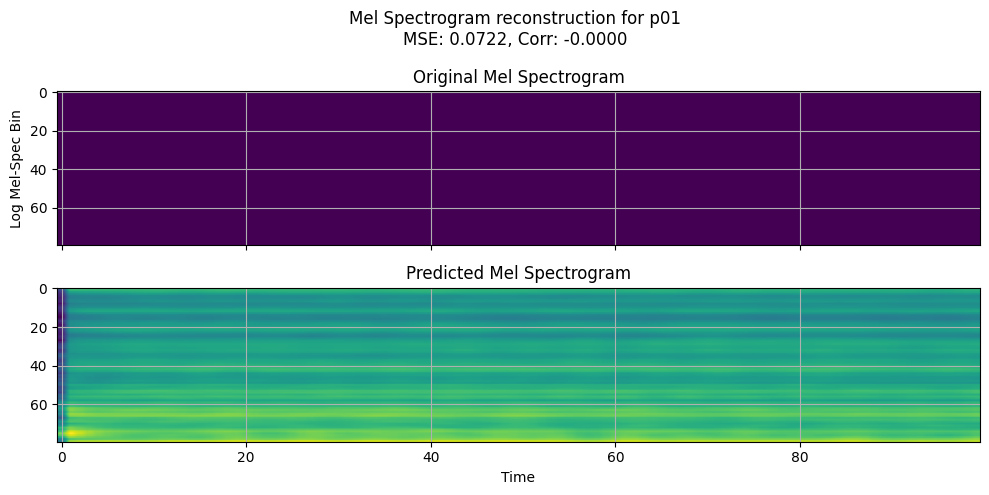 Mel Spectrogram reconstruction for p01
MSE: 0.0722, Corr: -0.0000
Original Mel Spectrogram
0
20
40
60
Log Mel-Spec Bin
Predicted Mel Spectrogram
0
20
40
60
0 20 40 60 80
Time